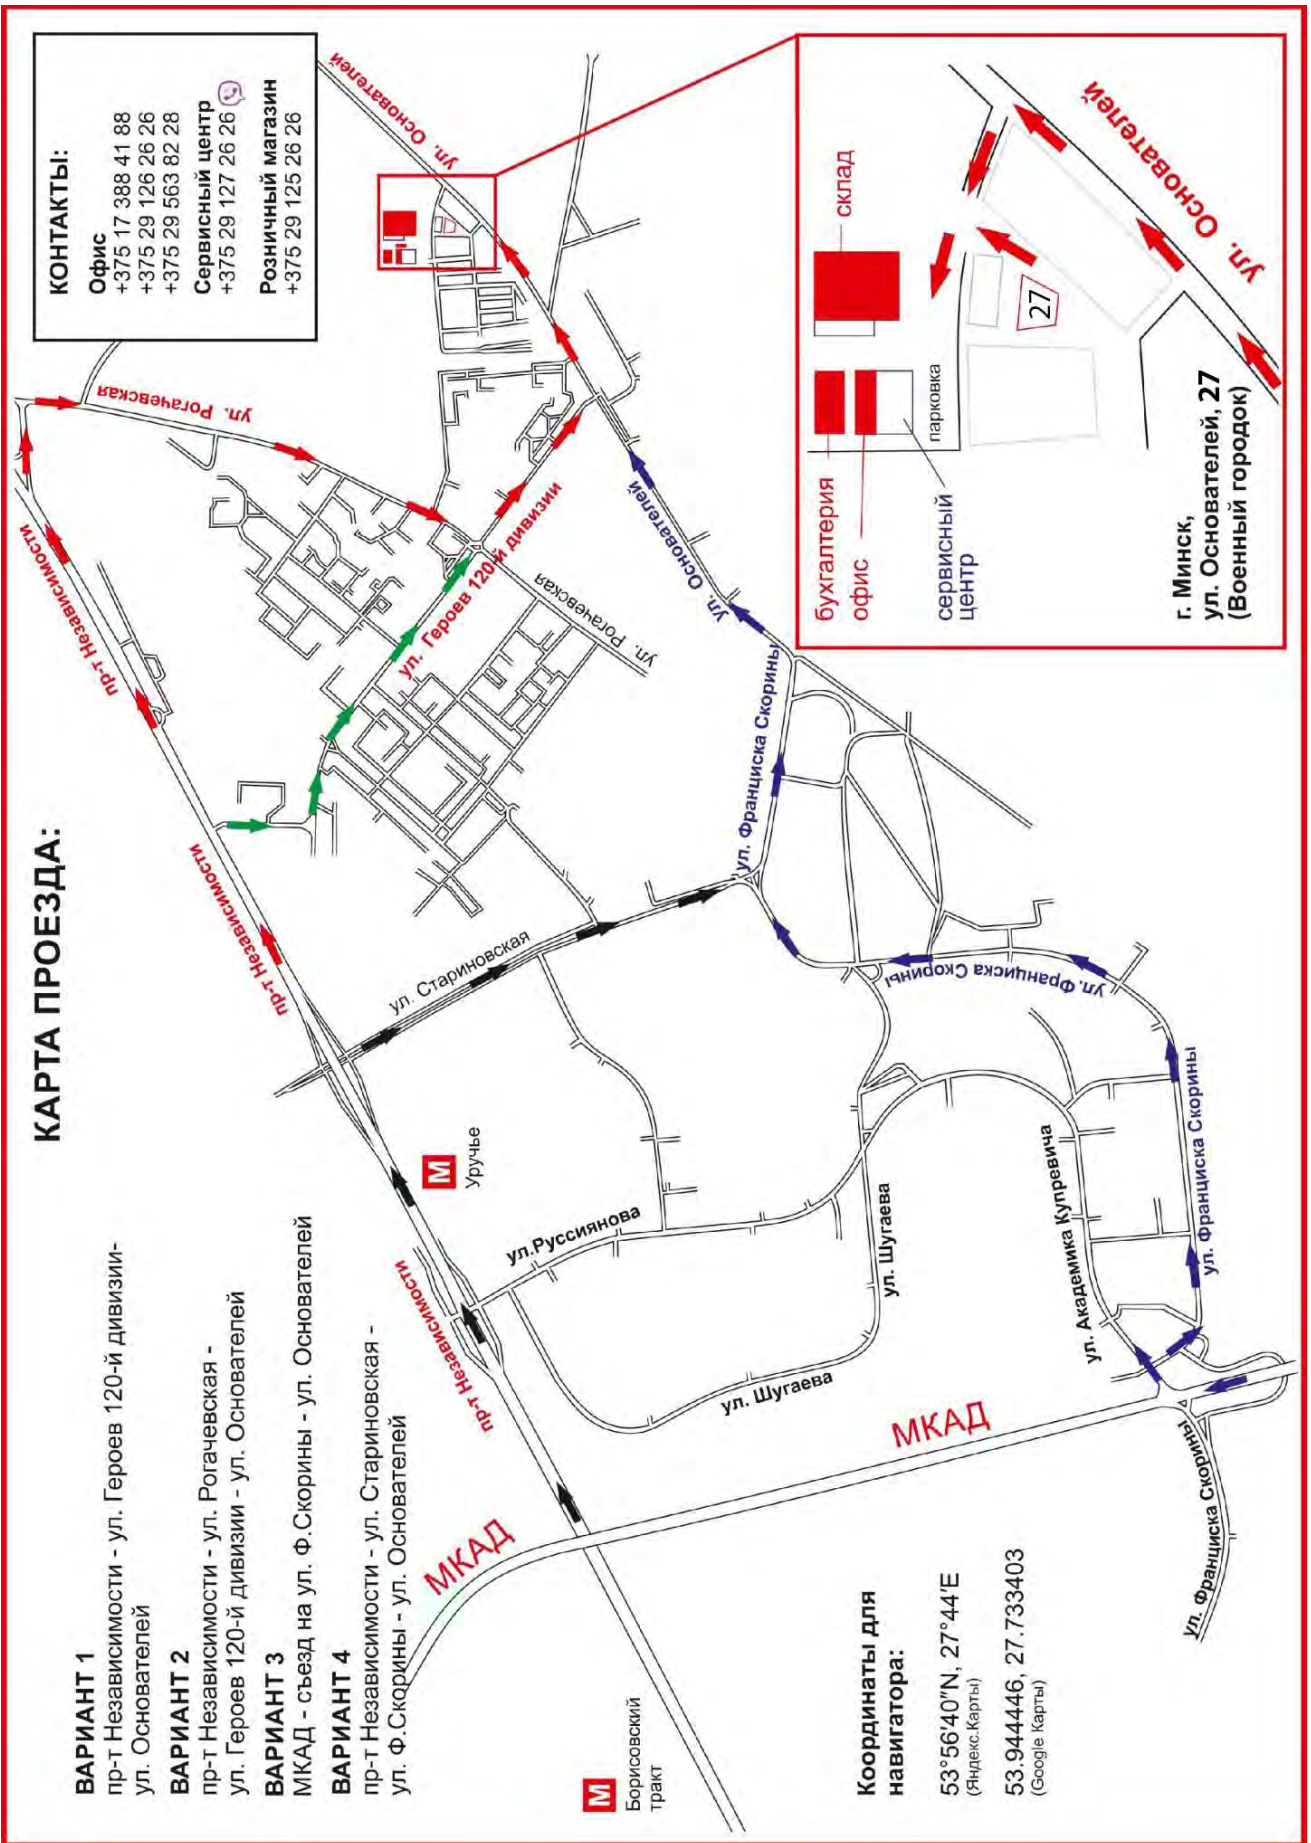 КАРТА ПРОЕЗДА:
ВАРИАНТ 1
пр-т Независимости - ул. Героев 120-й дивизии-
ул. Основателей
ВАРИАНТ 2
пр-т Независимости - ул. Рогачевская -
ул. Героев 120-й дивизии - ул. Основателей
ВАРИАНТ 3
МКАД - съезд на ул. Ф.Скорины - ул. Основателей
ВАРИАНТ 4
пр-т Независимости - ул. Стариновская -
ул. Ф.Скорины - ул. Основателей
КОНТАКТЫ:
Офис
+375 17 388 41 88
+375 29 126 26 26
+375 29 563 82 28
Сервисный центр
+375 29 127 26 26
Розничный магазин
+375 29 125 26 26
М
Борисовский
тракт
МКАД
МКАД
пр-т Независимости
М
Уручье
пр-т Независимости
пр-т Независимости
ул. Рогачевская
ул. Рогачевская
ул. Героев 120-й дивизии
ул. Основателей
ул. Основателей
ул. Стариновская
ул.Руссиянова
ул. Шугаева
ул. Шугаева
ул. Академика Купревича
ул. Франциска Скорины
ул. Франциска Скорины
ул. Франциска Скорины
ул. Франциска Скорины
ул. Франциска Скорины
Координаты для
навигатора:
53°56'40"N, 27°44'E
(Яндекс.Карты)
53.944446, 27.733403
(Google Карты)
бухгалтерия
офис
сервисный
центр
парковка
склад
27
ул. Основателей
г. Минск,
ул. Основателей, 27
(Военный городок)